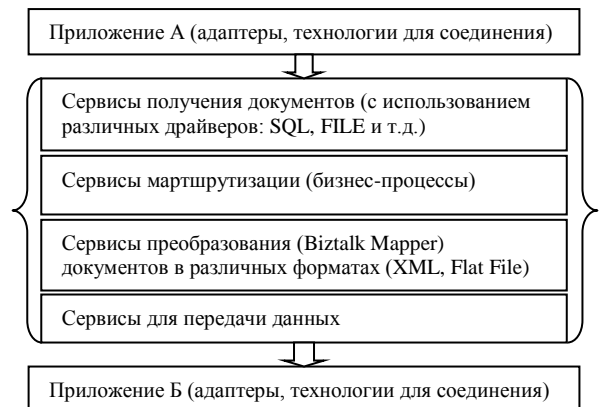 Приложение А (адаптеры, технологии для соединения)
Сервисы получения документов (с использованием
различных драйверов: SQL, FILE и т.д.)
Сервисы мартшрутизации (бизнес-процессы)
Сервисы преобразования (Biztalk Mapper)
документов в различных форматах (XML, Flat File)
Сервисы для передачи данных
Приложение Б (адаптеры, технологии для соединения)